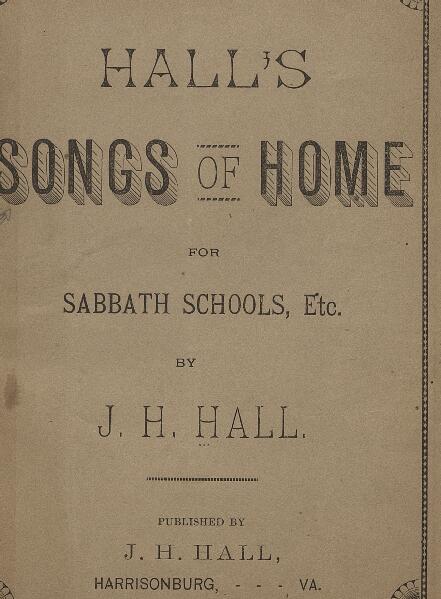 HALL'S
SONGS OF HOME
FOR
SABBATH SCHOOLS, Etc.
BY
J. H. HALL.
PUBLISHED BY
J. H. HALL,
HARRISONBURG, - - - VA.